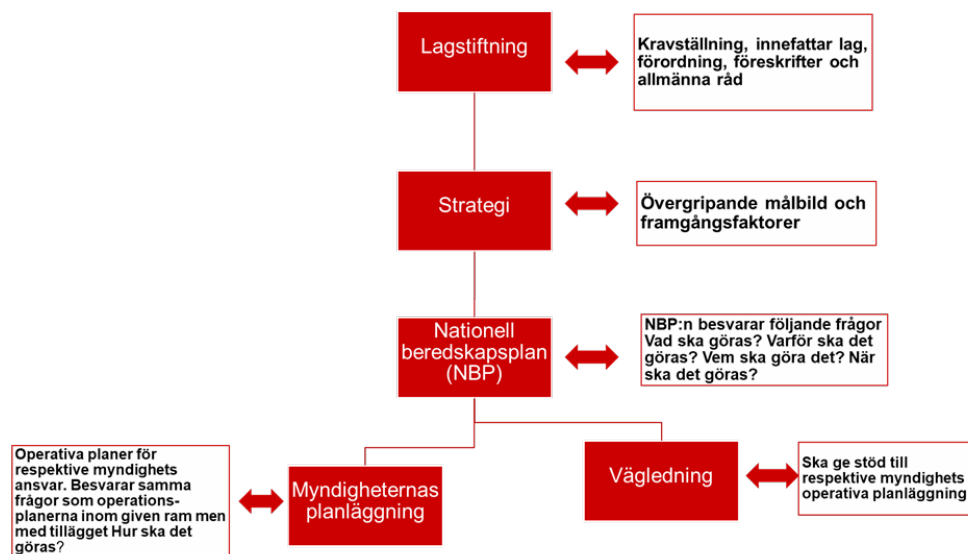 Lagstiftning
Kravställning, innefattar lag,
förordning, föreskrifter och
allmänna råd
Strategi
Övergripande målbild och
framgångsfaktorer
Nationell
beredskapsplan
(NBP)
NBP:n besvarar följande frågor
Vad ska göras? Varför ska det
göras? Vem ska göra det? När
ska det göras?
Operativa planer för
respektive myndighets
ansvar. Besvarar samma
frågor som operations-
planerna inom given ram men
med tillägget Hur ska det
göras?
Myndigheternas
planläggning
Vägledning
Ska ge stöd till
respektive myndighets
operativa planläggning